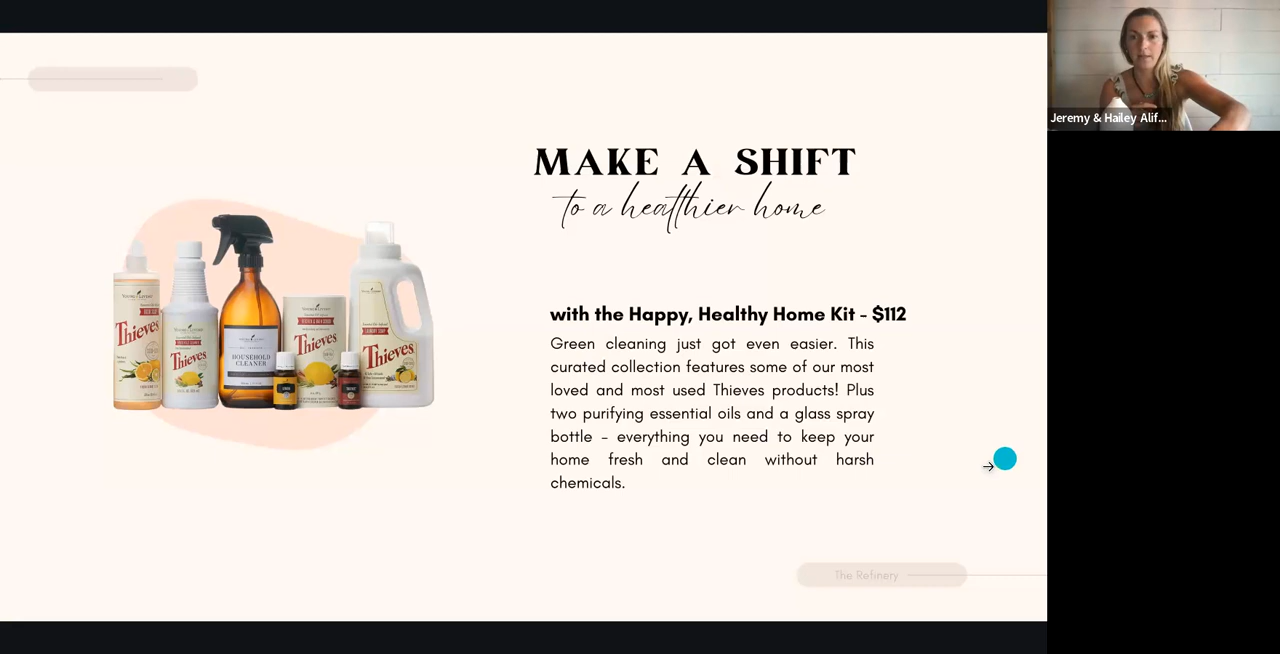 MAKE A SHIFT
to a healthier home
with the Happy, Healthy Home Kit - $112
Green cleaning just got even easier. This
curated collection features some of our most
loved and most used Thieves products! Plus
two purifying essential oils and a glass spray
bottle - everything you need to keep your
home fresh and clean without harsh
chemicals.
The Refinery
Thieves
Thieves
HOUSEHOLD
CLEANER
Thieves
Thieves
Jeremy & Hailey Alif...